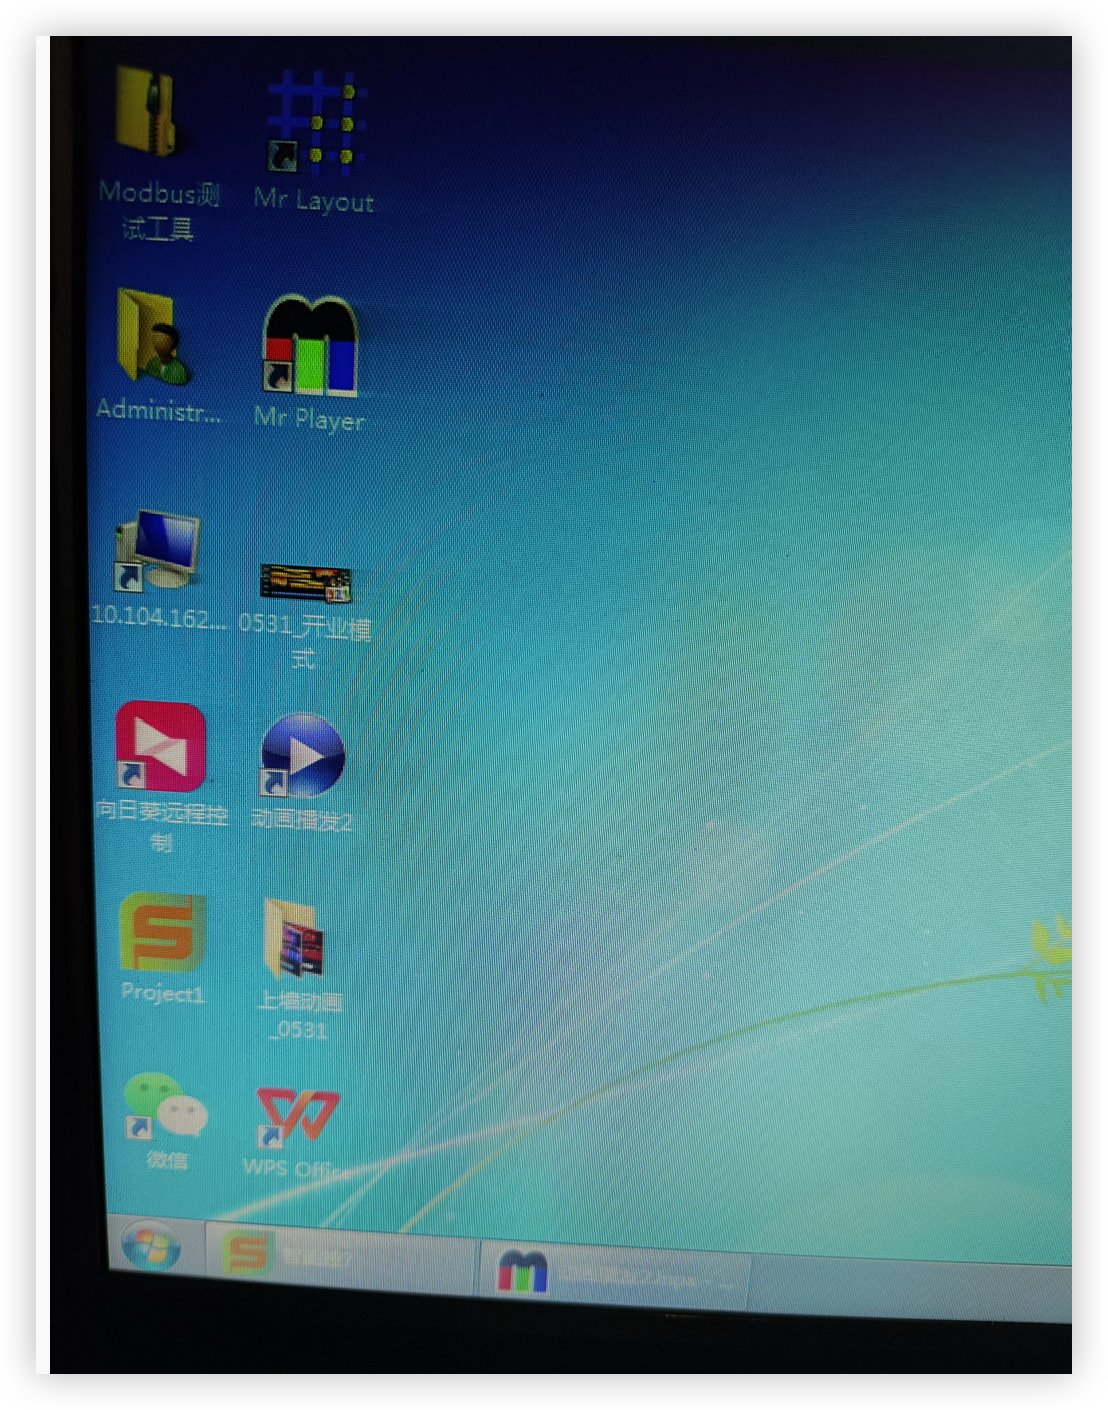 Modbus测
试工具
Mr Layout
Administr...
Mr Player
10.104.162...
0531_开业模
式
向日葵远程控
制
动画播发2
Project1
上墙动画
_0531
微信
WPS Office